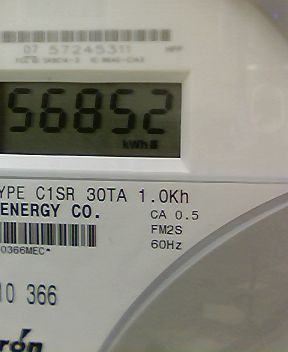 07 57245311
56852
kWh
YPE C1SR 30TA 1.0Kh
ENERGY CO.
CA 0.5
FM2S
60Hz
0366MEC*
10 366
rón